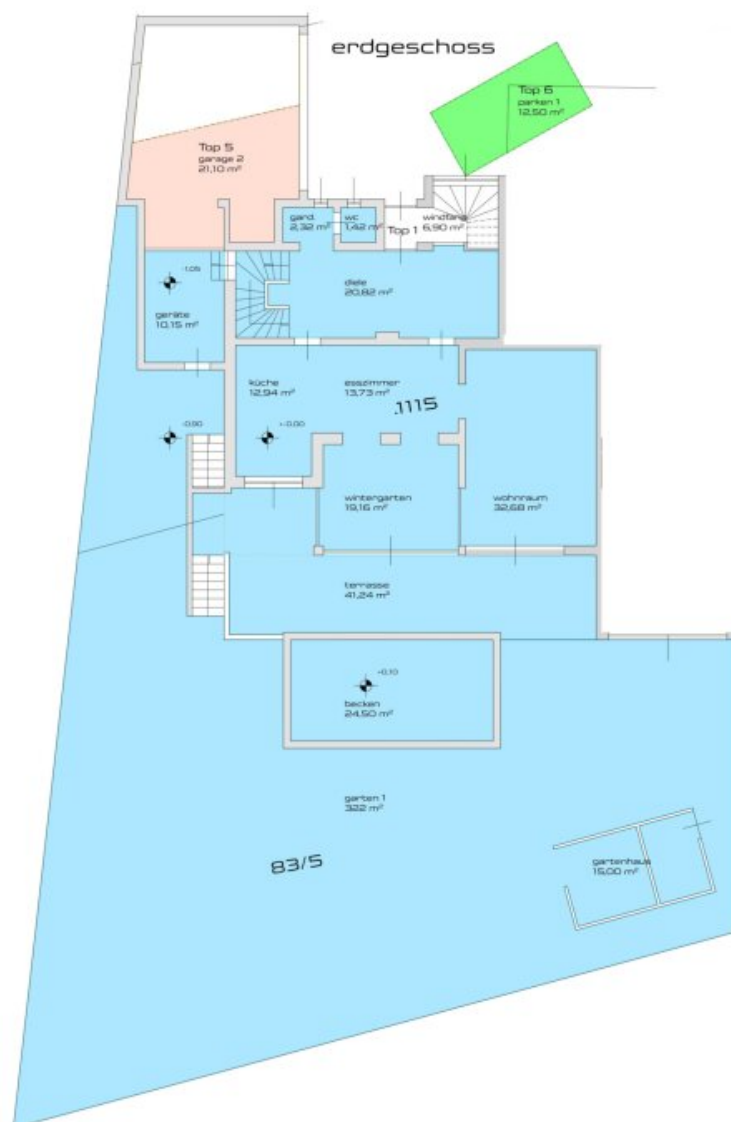 erdgeschoss
Top 6
parken 1
12,50 m²
Top 5
garage 2
21,10 m²
gard.
2,32 m²
wc
1,42 m²
Top 1
windfang
6,90 m²
-1,05
geräte
10,15 m²
diele
20,82 m²
küche
12,94 m²
esszimmer
13,73 m²
.1115
-0,90
+-0,00
wintergarten
19,16 m²
wohnraum
32,68 m²
terrasse
41,24 m²
+0,10
becken
24,50 m²
garten 1
322 m²
83/5
gartenhaus
15,00 m²